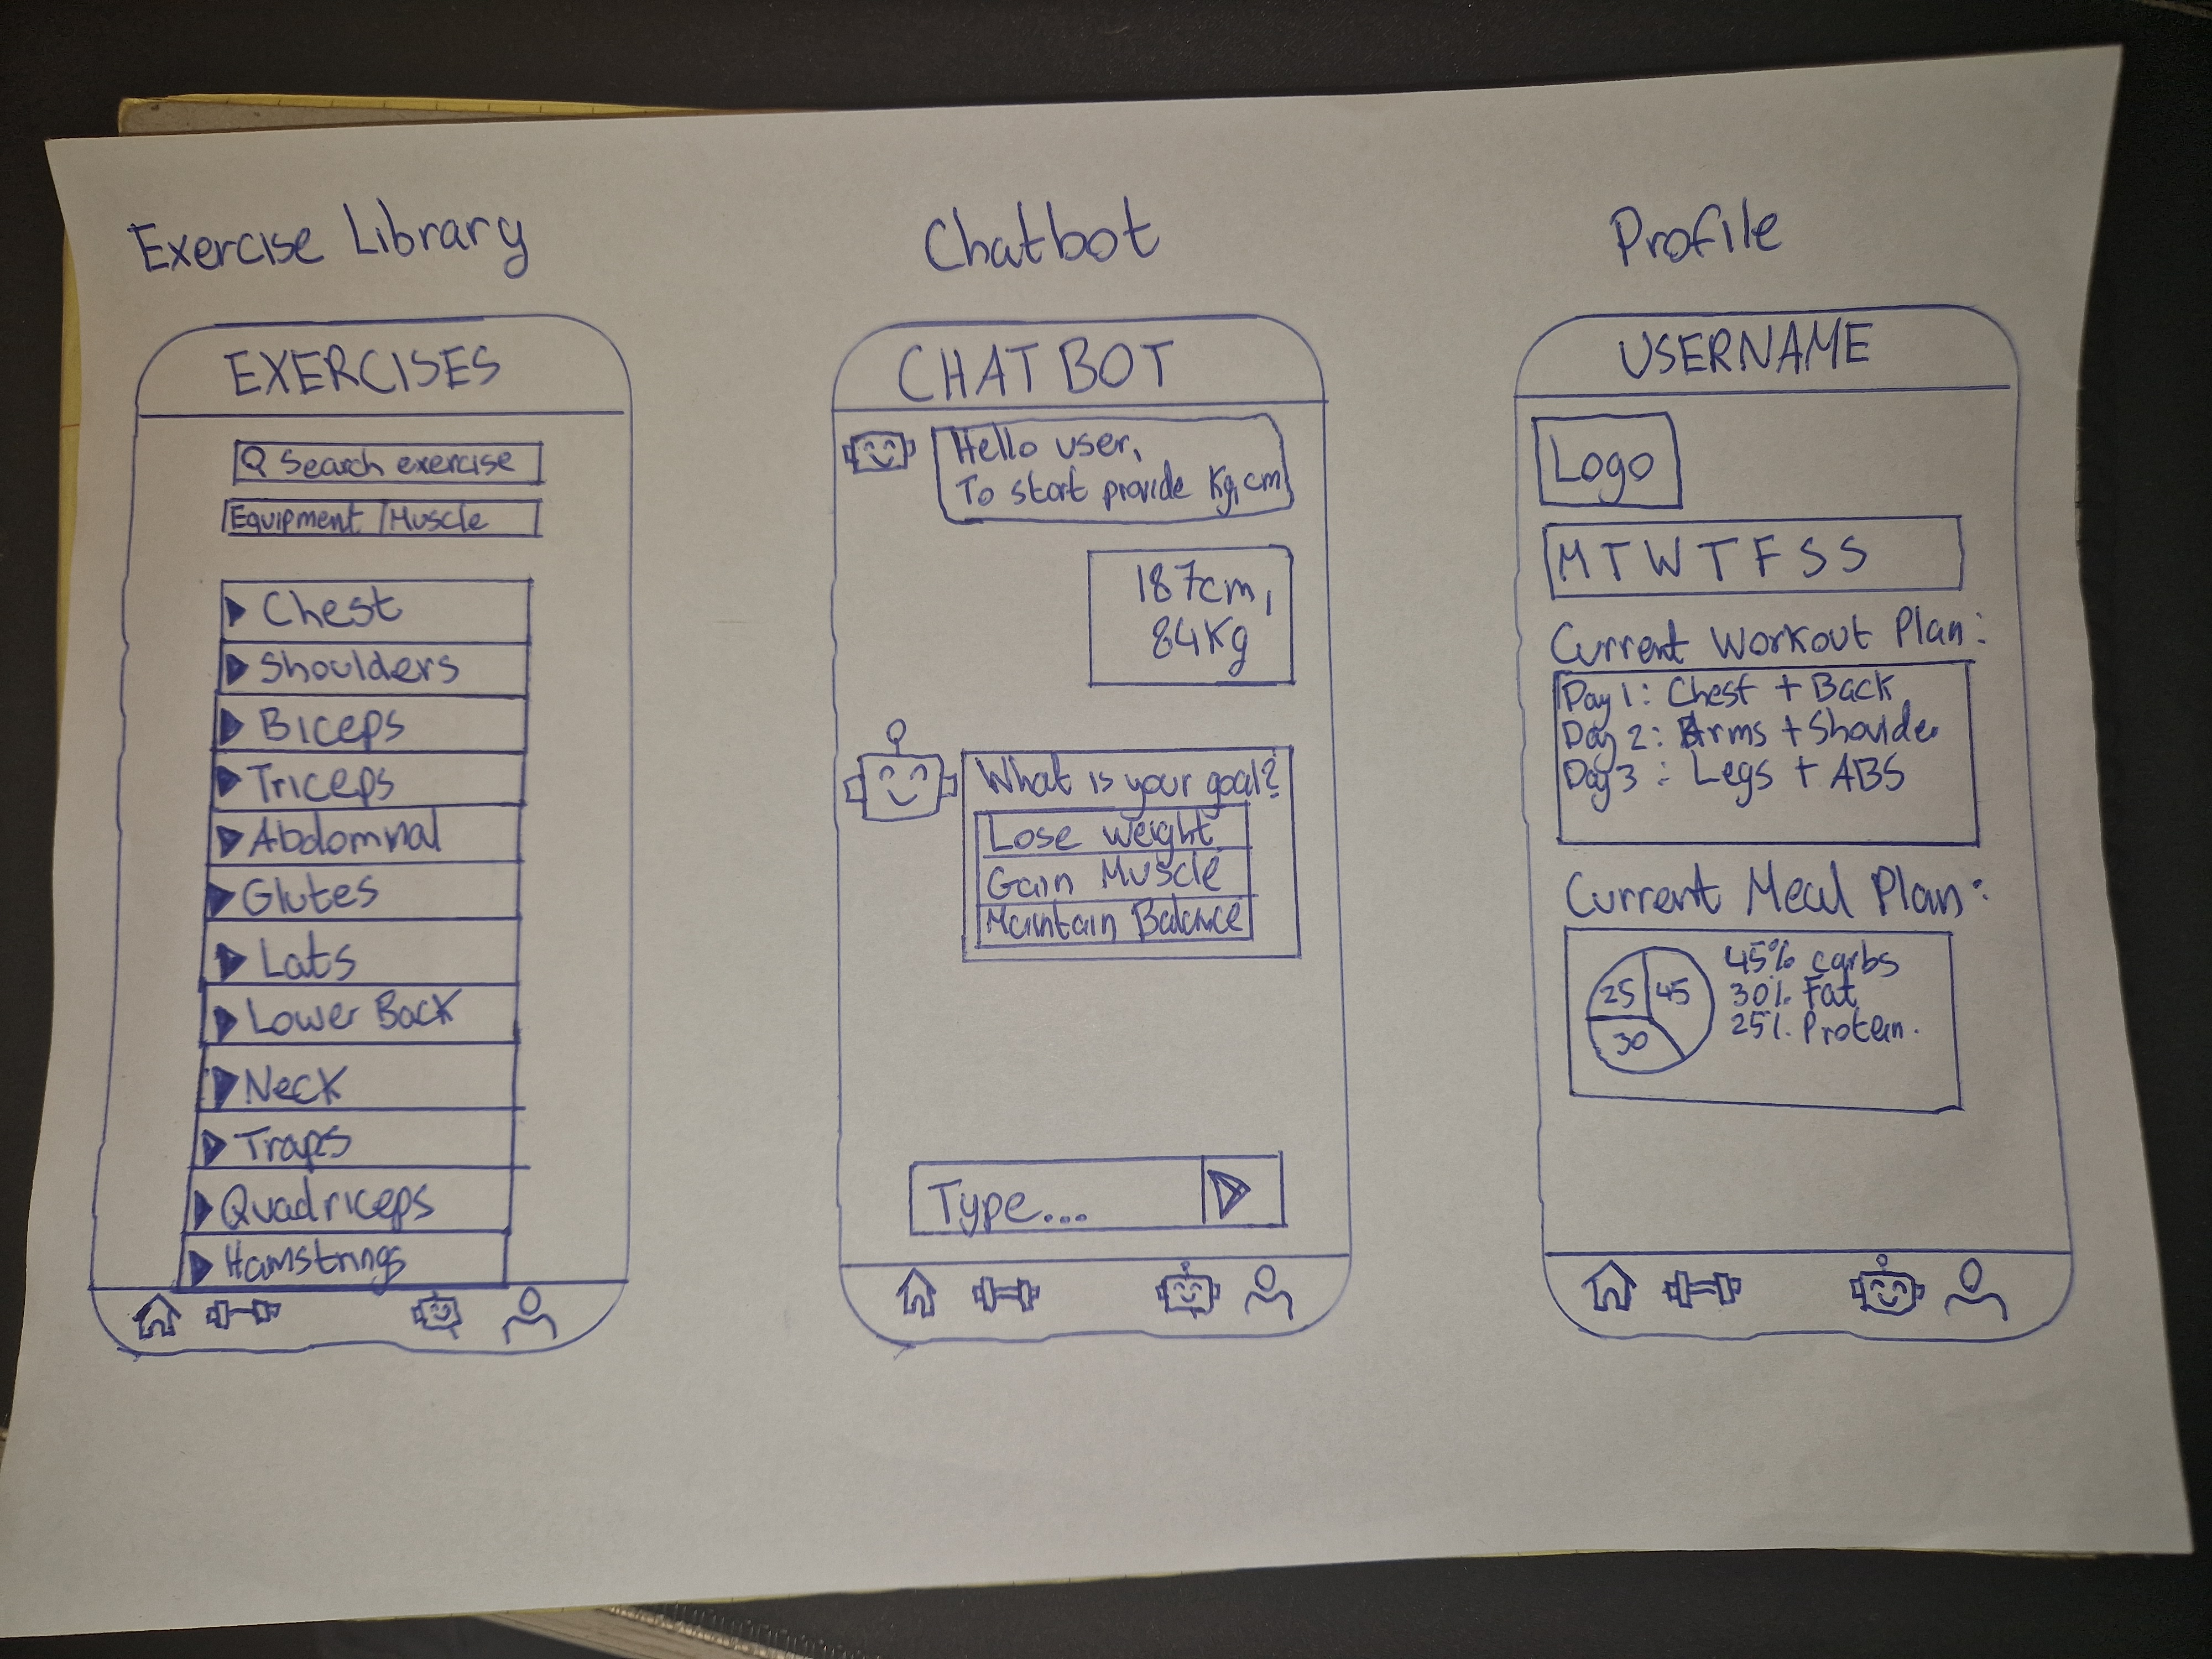 Exercise Library
EXERCISES
Search exercise
Equipment Muscle
Chest
Shoulders
Biceps
Triceps
Abdomnal
Glutes
Lats
Lower Back
Neck
Traps
Quadriceps
Hamstrings
Chatbot
CHAT BOT
Hello user,
To start provide Kg, cm
187cm,
84Kg
What is your goal?
Lose weight
Gain Muscle
Maintain Balance
Type...
Profile
USERNAME
Logo
M T W T F S S
Current Workout Plan:
Day 1: Chest + Back
Day 2: Arms + Shoulde
Day 3: Legs + ABS
Current Meal Plan:
25 45
30
45% carbs
30% Fat
25% Protein.